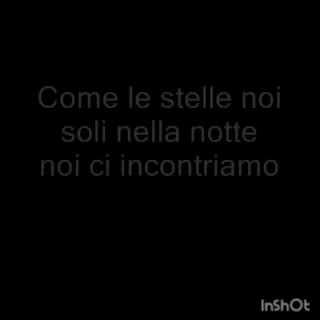 Come le stelle noi
soli nella notte
noi ci incontriamo
InShOt